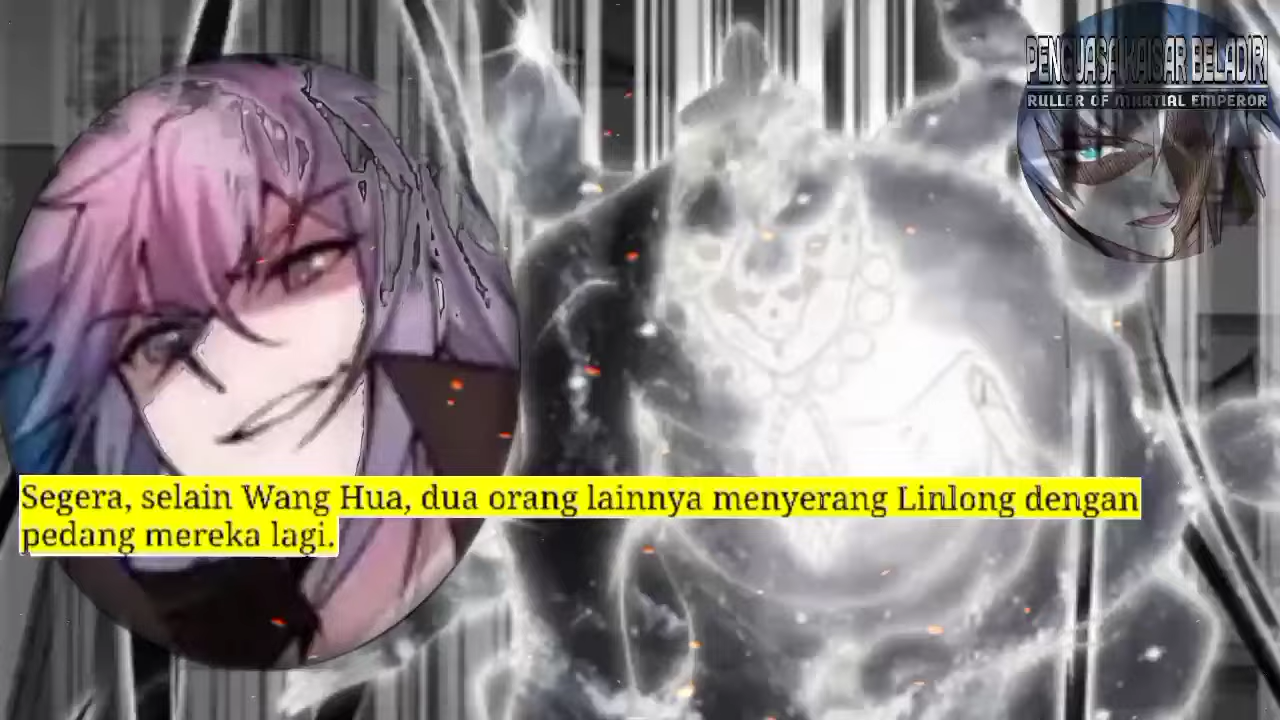 PENGUASA KAISAR BELADIRI
RULLER OF MARTIAL EMPEROR
Segera, selain Wang Hua, dua orang lainnya menyerang Linlong dengan
pedang mereka lagi.